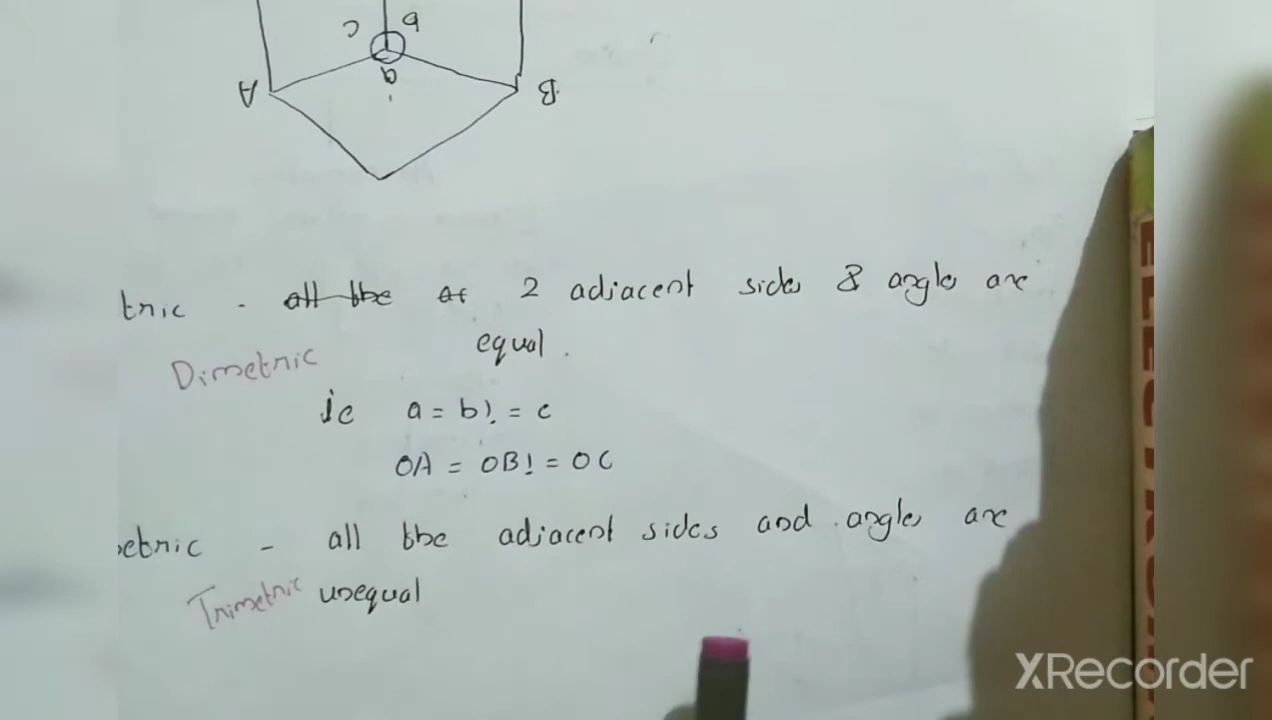 c a
b
A B
tric - all the of 2 adjacent sides & angles are
equal.
Dimetric
ie a = b != c
OA = OB != OC
etric - all the adjacent sides and angles are
Trimetric unequal
XRecorder